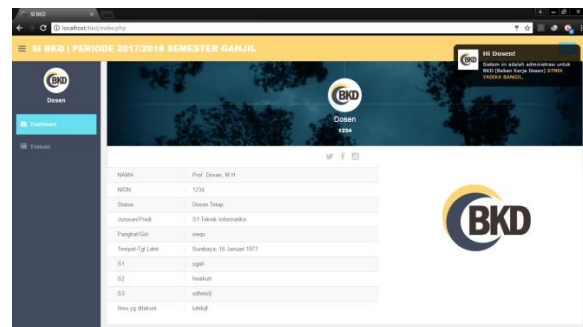 SI BKD
localhost/bkd/index.php
SI BKD | PERIODE 2017/2018 SEMESTER GANJIL
Hi Dosen!
Sistem ini adalah administrasi untuk
BKD (Beban Kerja Dosen) STMIK
YADIKA BANGIL.
BKD
Dosen
BKD
Dosen
1234
Dashboard
Evaluasi
NAMA : Prof. Dosen, M.H
NIDN : 1234
Status : Dosen Tetap
Jurusan/Prodi : S1-Teknik Informatika
Pangkat/Gol : wequ
Tempat-Tgl Lahir : Surabaya, 16 Januari 1977
S1
S2
S3
Ilmu yg ditekuni
BKD